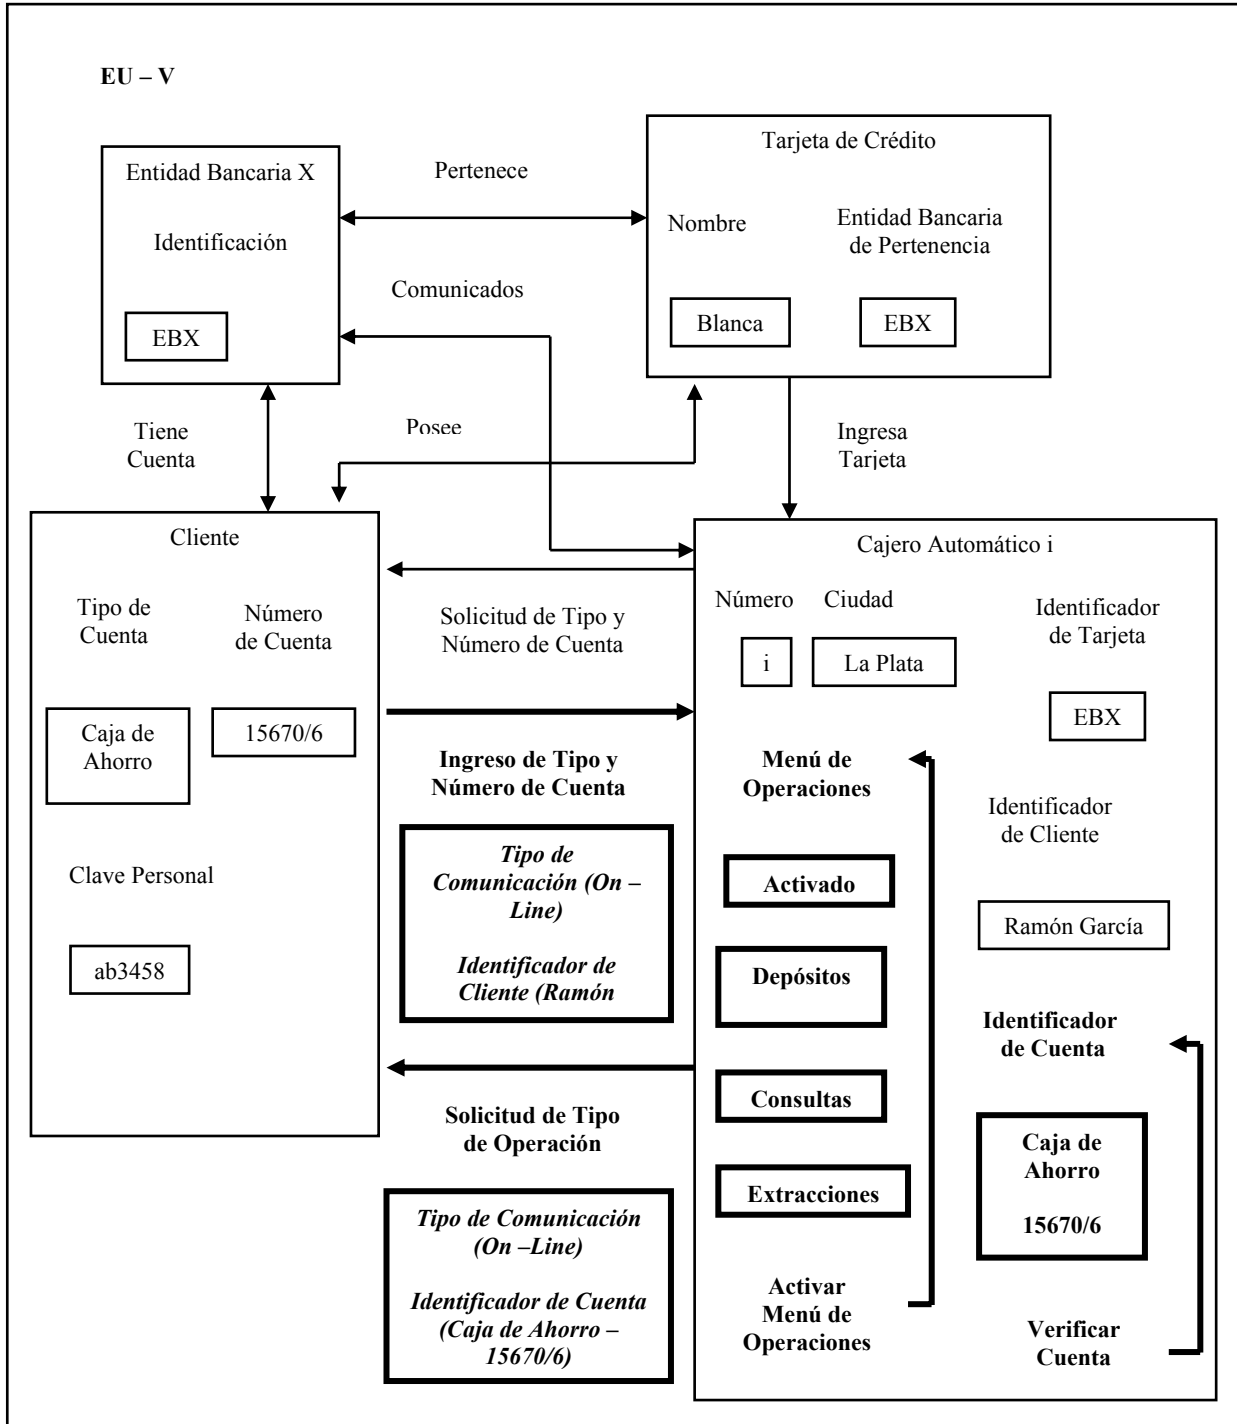 EU – V
Entidad Bancaria X
Identificación
EBX
Pertenece
Comunicados
Tarjeta de Crédito
Nombre
Entidad Bancaria
de Pertenencia
Blanca
EBX
Tiene
Cuenta
Posee
Ingresa
Tarjeta
Cliente
Tipo de
Cuenta
Número
de Cuenta
Caja de
Ahorro
15670/6
Clave Personal
ab3458
Solicitud de Tipo y
Número de Cuenta
Ingreso de Tipo y
Número de Cuenta
Tipo de
Comunicación (On –
Line)
Identificador de
Cliente (Ramón
Solicitud de Tipo
de Operación
Tipo de Comunicación
(On –Line)
Identificador de Cuenta
(Caja de Ahorro –
15670/6)
Cajero Automático i
Número
Ciudad
i
La Plata
Identificador
de Tarjeta
EBX
Menú de
Operaciones
Activado
Depósitos
Consultas
Extracciones
Activar
Menú de
Operaciones
Identificador
de Cliente
Ramón García
Identificador
de Cuenta
Caja de
Ahorro
15670/6
Verificar
Cuenta